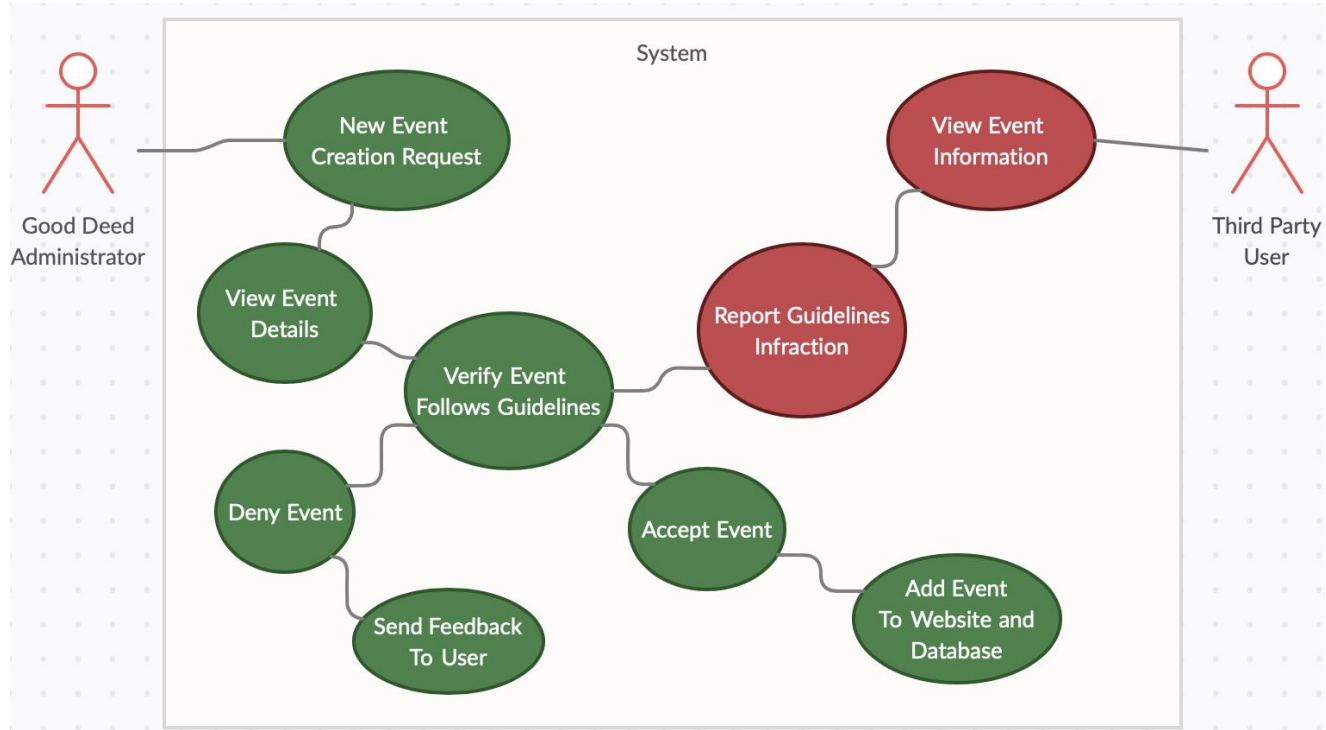 System
New Event
Creation Request
View Event
Information
Good Deed
Administrator
Third Party
User
View Event
Details
Report Guidelines
Infraction
Verify Event
Follows Guidelines
Deny Event
Accept Event
Send Feedback
To User
Add Event
To Website and
Database